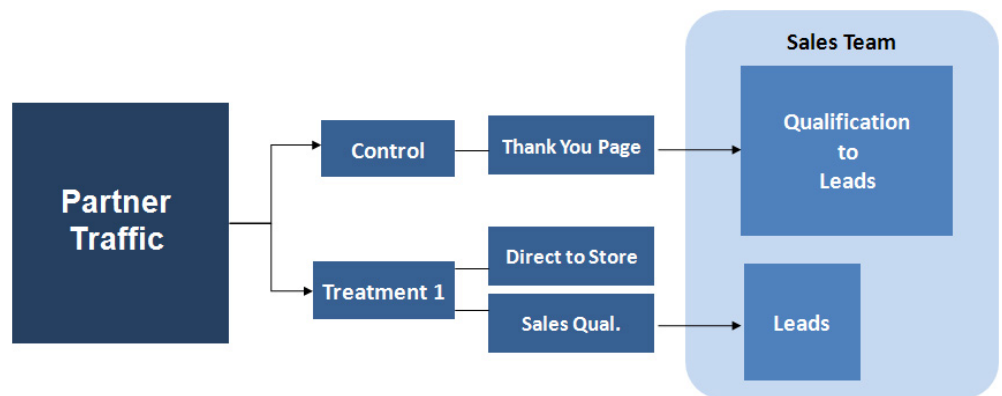 Sales Team
Partner
Traffic
Control
Thank You Page
Qualification
to
Leads
Treatment 1
Direct to Store
Sales Qual.
Leads